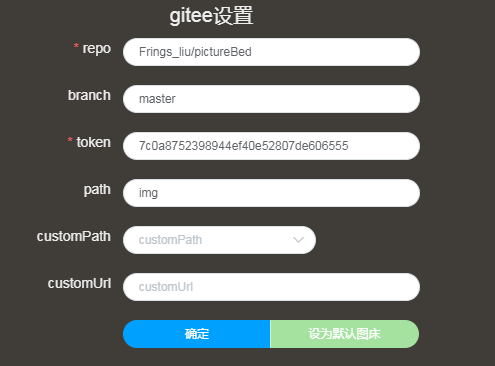 gitee设置
* repo Frings_liu/pictureBed
branch master
* token 7c0a8752398944ef40e52807de606555
path img
customPath customPath
customUrl customUrl
确定 设为默认图床